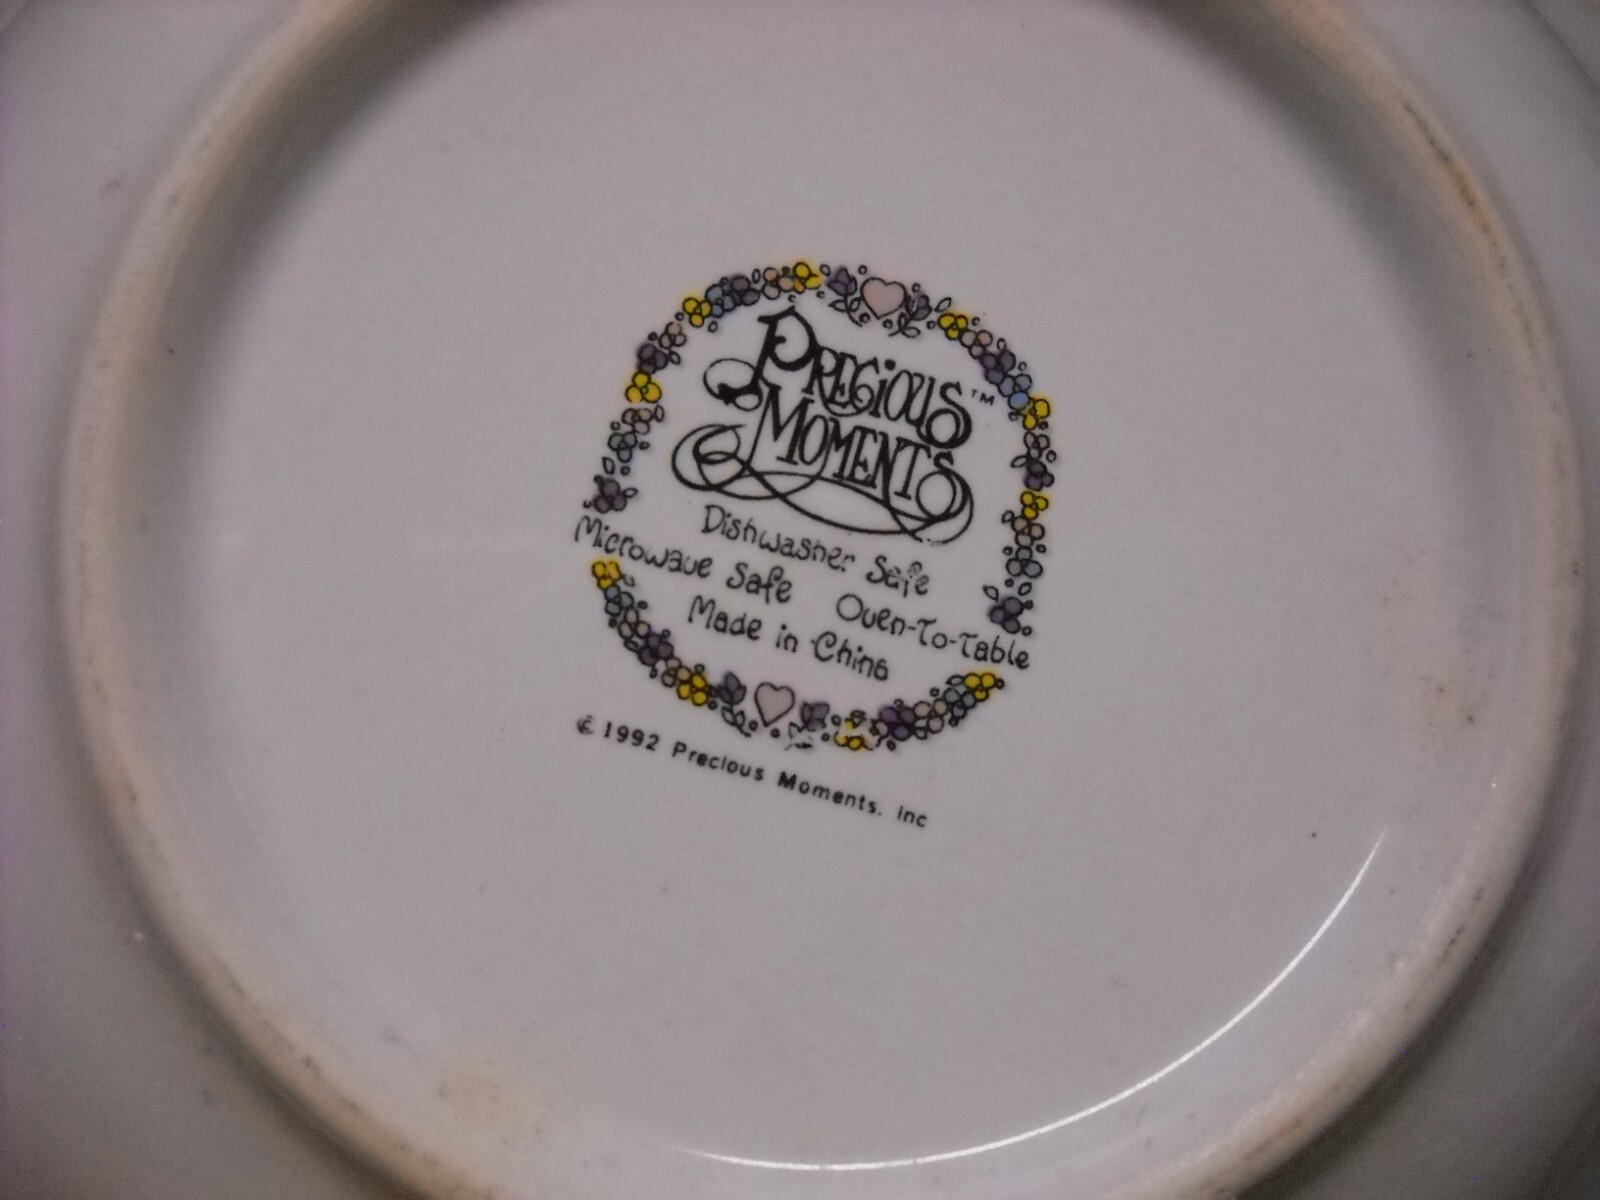 PRECIOUS™
MOMENTS
Dishwasher Safe
Microwave Safe Oven-To-Table
Made in China
© 1992 Precious Moments. Inc